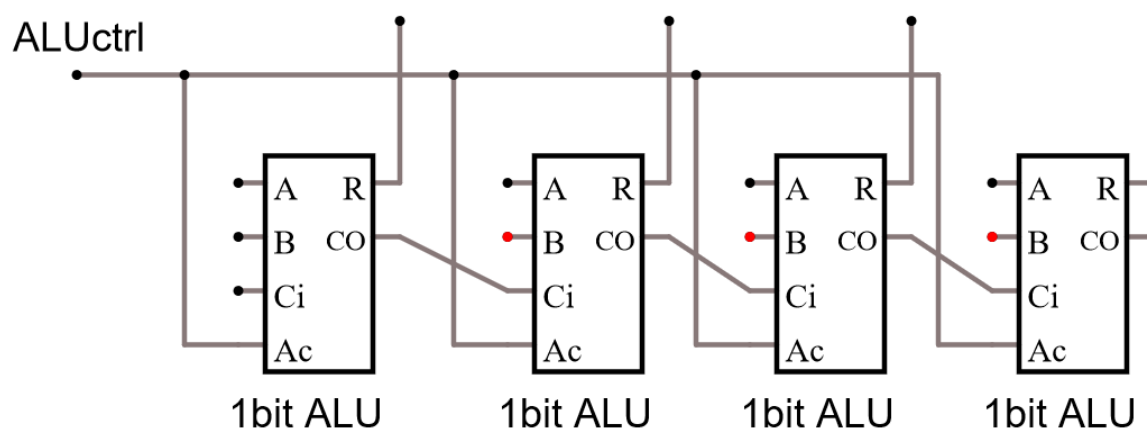 ALUctrl
A R A R A R A R
B CO B CO B CO B CO
Ci Ci Ci Ci
Ac Ac Ac Ac
1bit ALU 1bit ALU 1bit ALU 1bit ALU